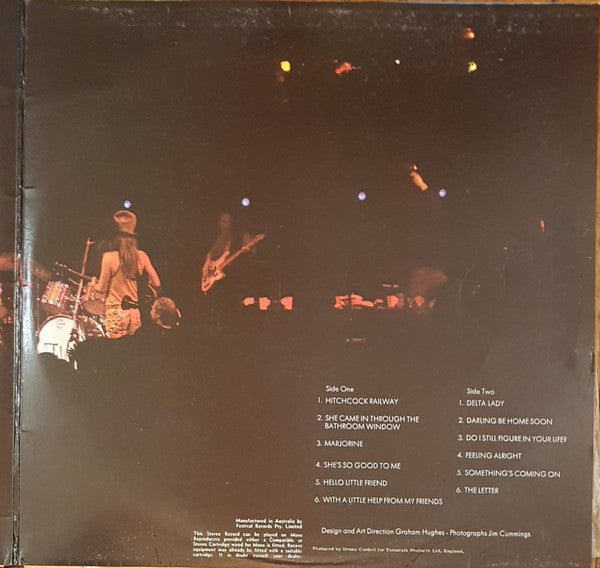 Side One
1. HITCHCOCK RAILWAY
2. SHE CAME IN THROUGH THE
BATHROOM WINDOW
3. MARJORINE
4. SHE'S SO GOOD TO ME
5. HELLO LITTLE FRIEND
6. WITH A LITTLE HELP FROM MY FRIENDS
Side Two
1. DELTA LADY
2. DARLING BE HOME SOON
3. DO I STILL FIGURE IN YOUR LIFE?
4. FEELING ALRIGHT
5. SOMETHING'S COMING ON
6. THE LETTER
Manufactured in Australia by
Festival Records Pty. Limited
This Stereo Record can be played on Mono
Reproducers provided either a Compatible or
Stereo Cartridge wired for Mono is fitted. Recent
equipment may already be fitted with a suitable
cartridge. If in doubt consult your dealer.
Design and Art Direction Graham Hughes - Photographs Jim Cummings
Produced by Denny Cordell for Tarantula Products Ltd., England.